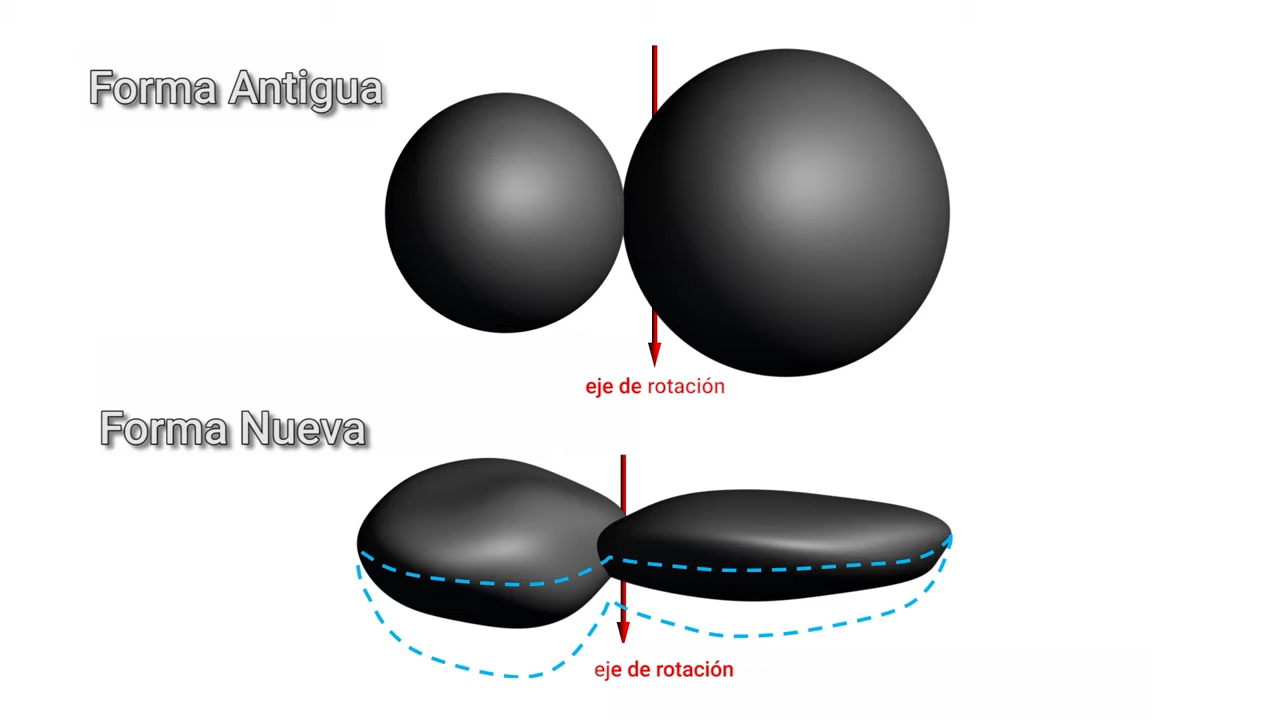 Forma Antigua
eje de rotación
Forma Nueva
eje de rotación